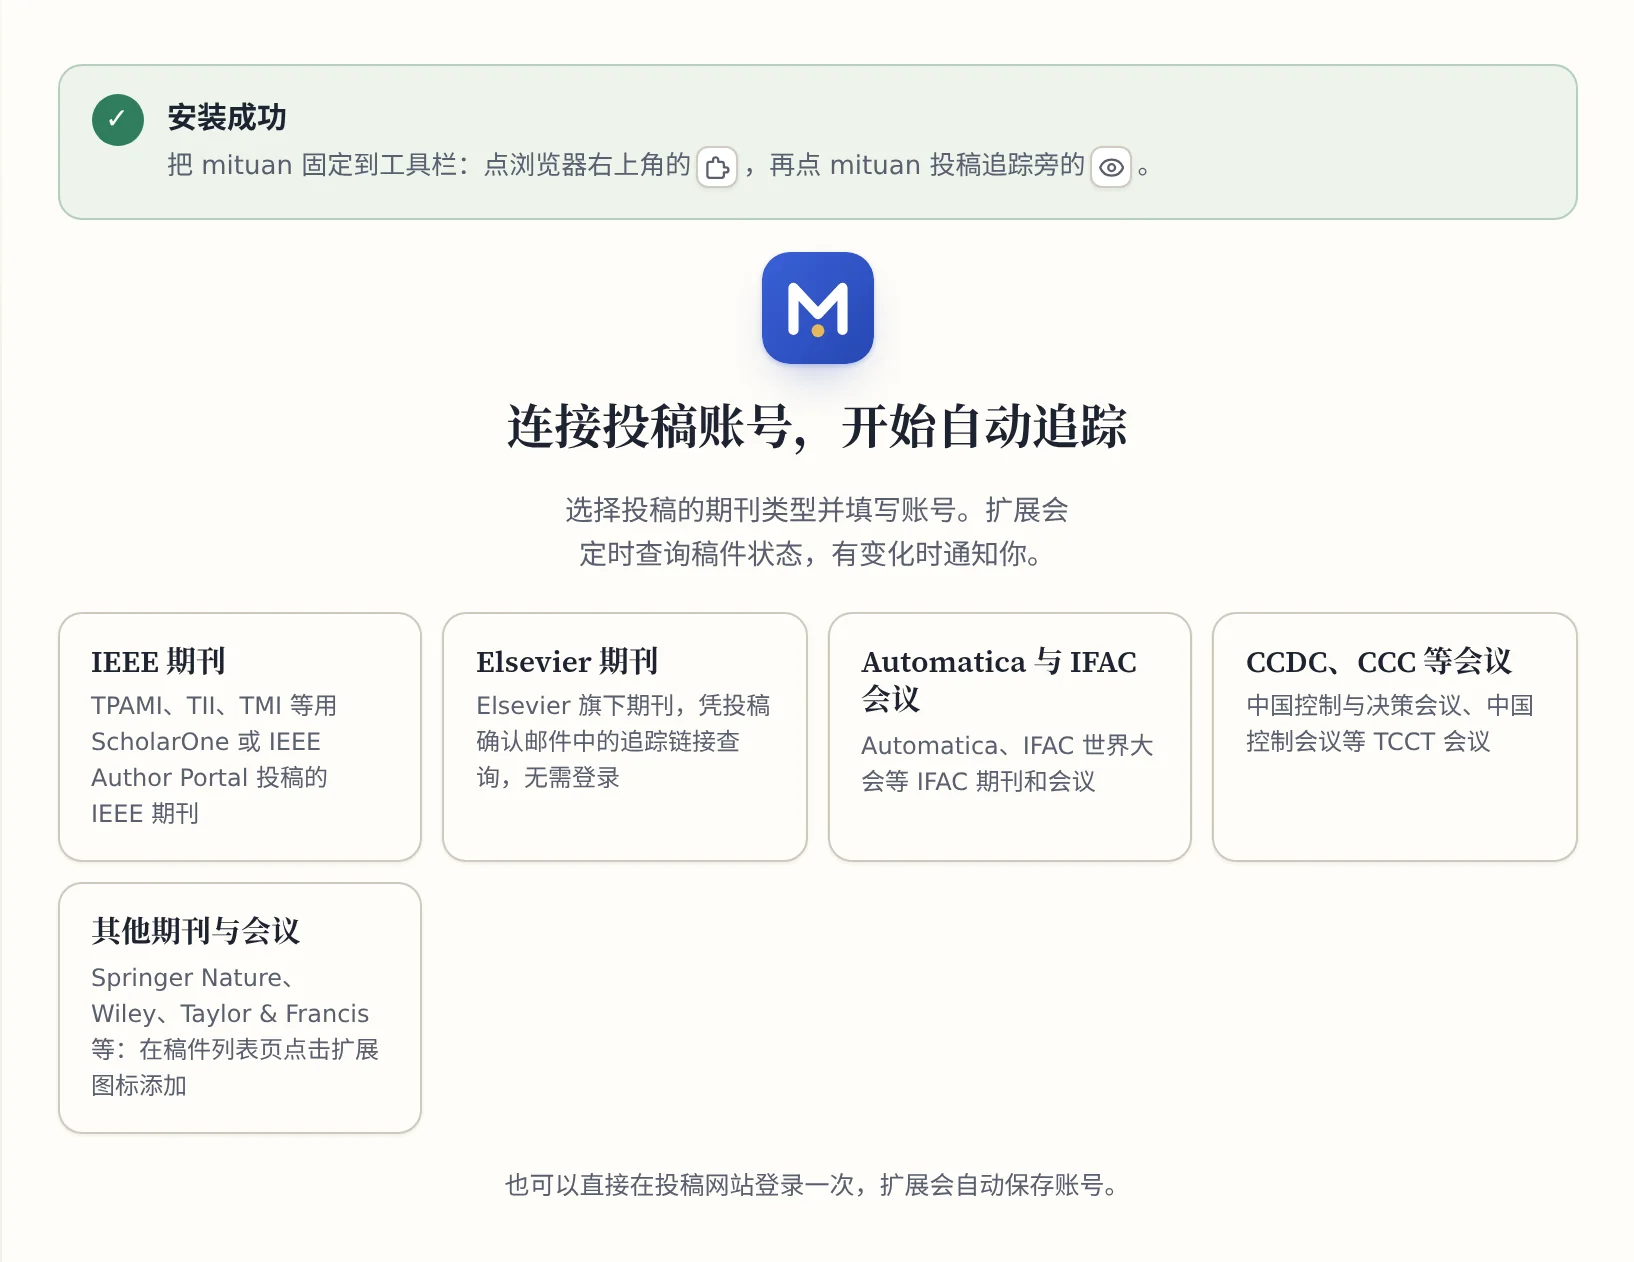 安装成功
把 mituan 固定到工具栏：点浏览器右上角的 ，再点 mituan 投稿追踪旁的 。
M
连接投稿账号，开始自动追踪
选择投稿的期刊类型并填写账号。扩展会
定时查询稿件状态，有变化时通知你。
IEEE 期刊
TPAMI、TII、TMI 等用
ScholarOne 或 IEEE
Author Portal 投稿的
IEEE 期刊
Elsevier 期刊
Elsevier 旗下期刊，凭投稿
确认邮件中的追踪链接查
询，无需登录
Automatica 与 IFAC
会议
Automatica、IFAC 世界大
会等 IFAC 期刊和会议
CCDC、CCC 等会议
中国控制与决策会议、中国
控制会议等 TCCT 会议
其他期刊与会议
Springer Nature、
Wiley、Taylor & Francis
等：在稿件列表页点击扩展
图标添加
也可以直接在投稿网站登录一次，扩展会自动保存账号。